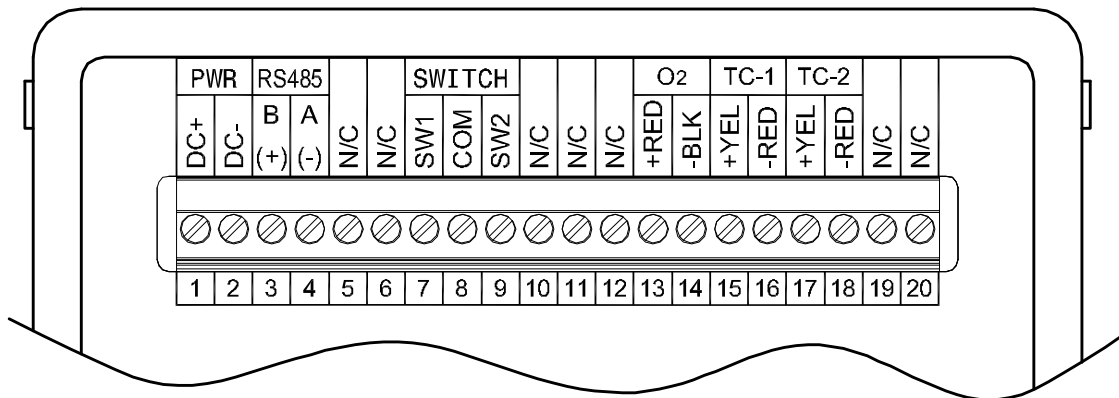 PWR RS485 SWITCH O2 TC-1 TC-2
DC+ DC- B (+) A (-) N/C N/C SW1 COM SW2 N/C N/C N/C +RED -BLK +YEL -RED +YEL -RED N/C N/C
1 2 3 4 5 6 7 8 9 10 11 12 13 14 15 16 17 18 19 20